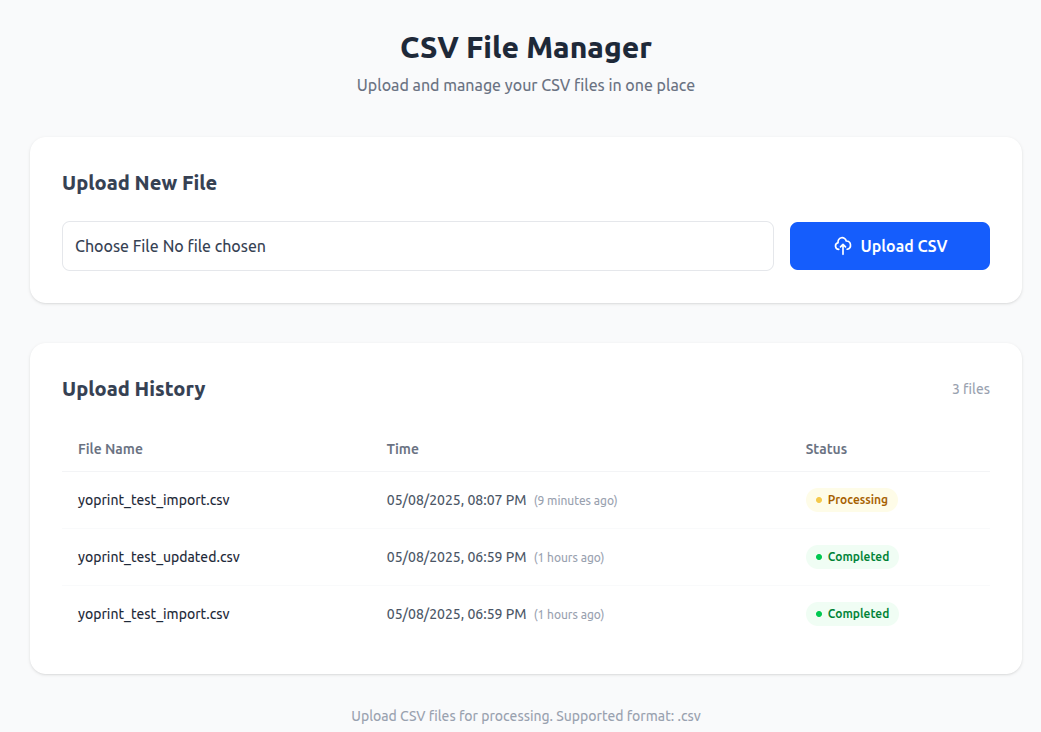 CSV File Manager
Upload and manage your CSV files in one place
Upload New File
Choose File No file chosen
Upload CSV
Upload History
3 files
File Name Time Status
yoprint_test_import.csv 05/08/2025, 08:07 PM (9 minutes ago) Processing
yoprint_test_updated.csv 05/08/2025, 06:59 PM (1 hours ago) Completed
yoprint_test_import.csv 05/08/2025, 06:59 PM (1 hours ago) Completed
Upload CSV files for processing. Supported format: .csv